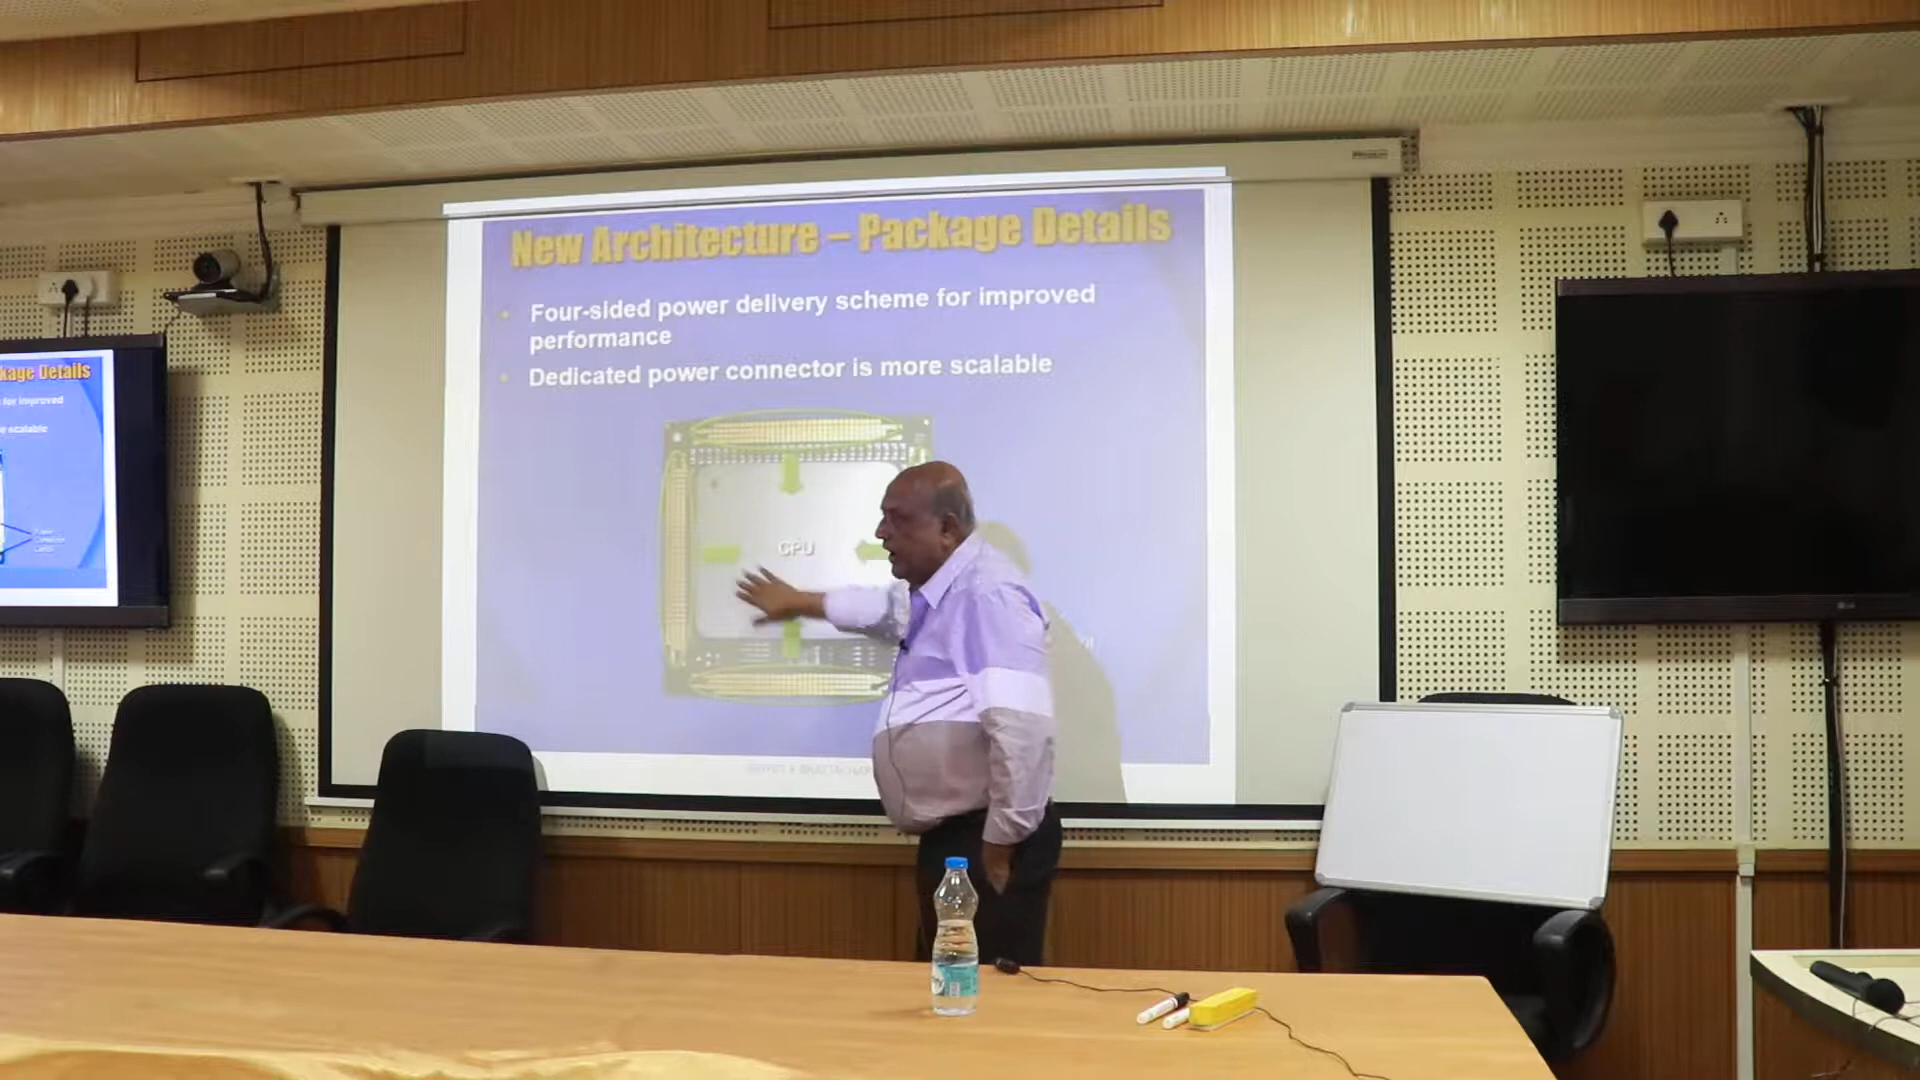 New Architecture – Package Details
Four-sided power delivery scheme for improved
performance
Dedicated power connector is more scalable
CPU
kage Details
for improved
scalable
LG